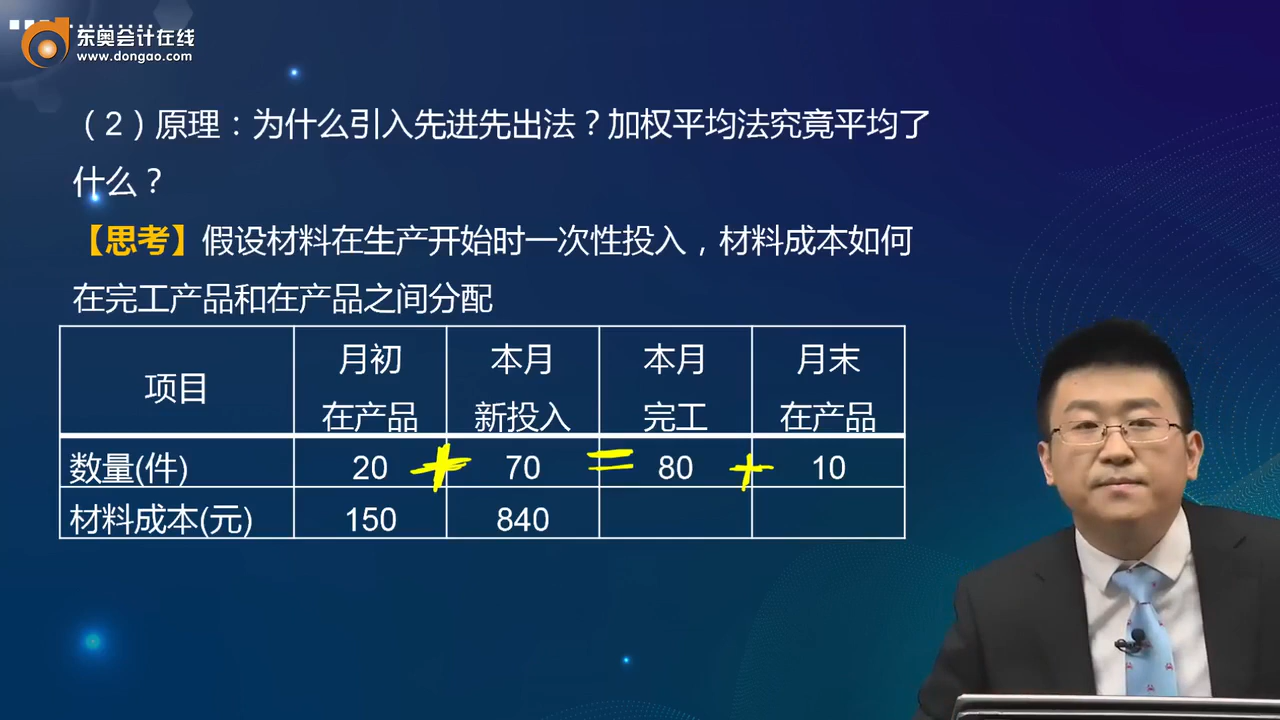 东奥会计在线
www.dongao.com
（2）原理：为什么引入先进先出法？加权平均法究竟平均了
什么？
【思考】假设材料在生产开始时一次性投入，材料成本如何
在完工产品和在产品之间分配
项目 月初在产品 本月新投入 本月完工 月末在产品
数量(件) 20 + 70 = 80 + 10
材料成本(元) 150 840